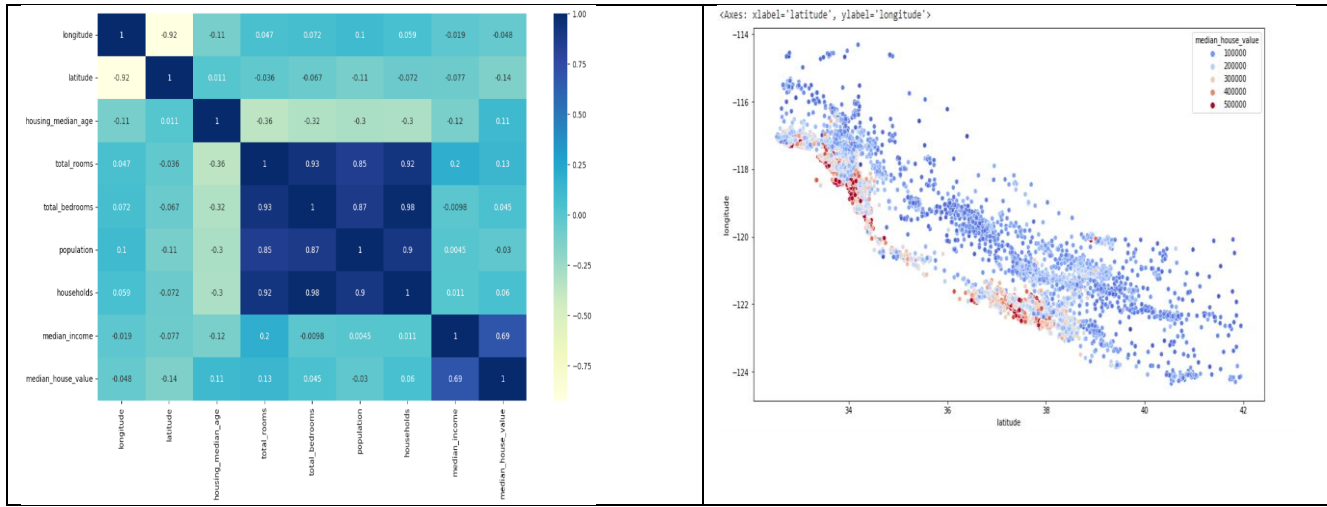 longitude 1 -0.92 -0.11 0.047 0.072 0.1 0.059 -0.019 -0.048
latitude -0.92 1 0.011 -0.036 -0.067 -0.11 -0.072 -0.077 -0.14
housing_median_age -0.11 0.011 1 -0.36 -0.32 -0.3 -0.3 -0.12 0.11
total_rooms 0.047 -0.036 -0.36 1 0.93 0.85 0.92 0.2 0.13
total_bedrooms 0.072 -0.067 -0.32 0.93 1 0.87 0.98 -0.0098 0.045
population 0.1 -0.11 -0.3 0.85 0.87 1 0.9 0.0045 -0.03
households 0.059 -0.072 -0.3 0.92 0.98 0.9 1 0.011 0.06
median_income -0.019 -0.077 -0.12 0.2 -0.0098 0.0045 0.011 1 0.69
median_house_value -0.048 -0.14 0.11 0.13 0.045 -0.03 0.06 0.69 1
longitude
latitude
housing_median_age
total_rooms
total_bedrooms
population
households
median_income
median_house_value
1.00
0.75
0.50
0.25
0.00
−0.25
−0.50
−0.75
<Axes: xlabel='latitude', ylabel='longitude'>
median_house_value
100000
200000
300000
400000
500000
−114
−116
−118
−120
−122
−124
longitude
34 36 38 40 42
latitude